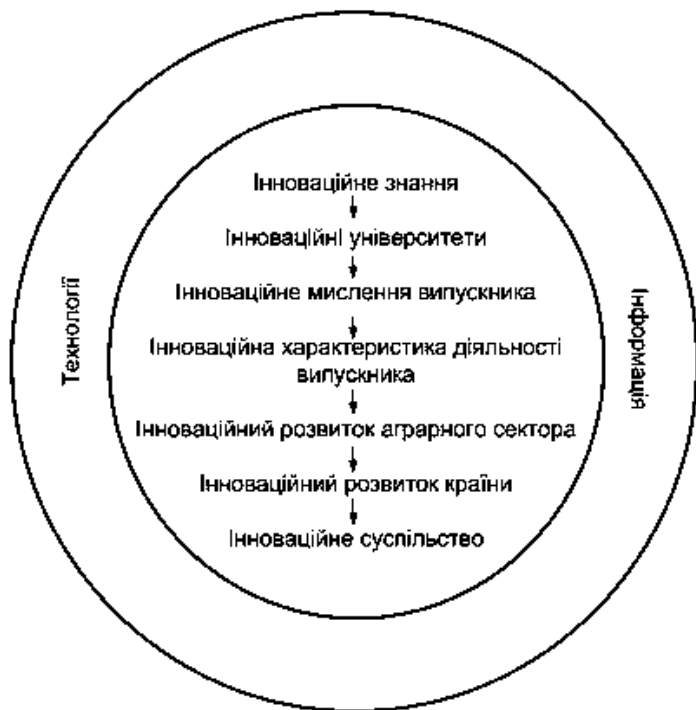 Інноваційне знання
Інноваційні університети
Інноваційне мислення випускника
Інноваційна характеристика діяльності
випускника
Інноваційний розвиток аграрного сектора
Інноваційний розвиток країни
Інноваційне суспільство
Технології
Інформація